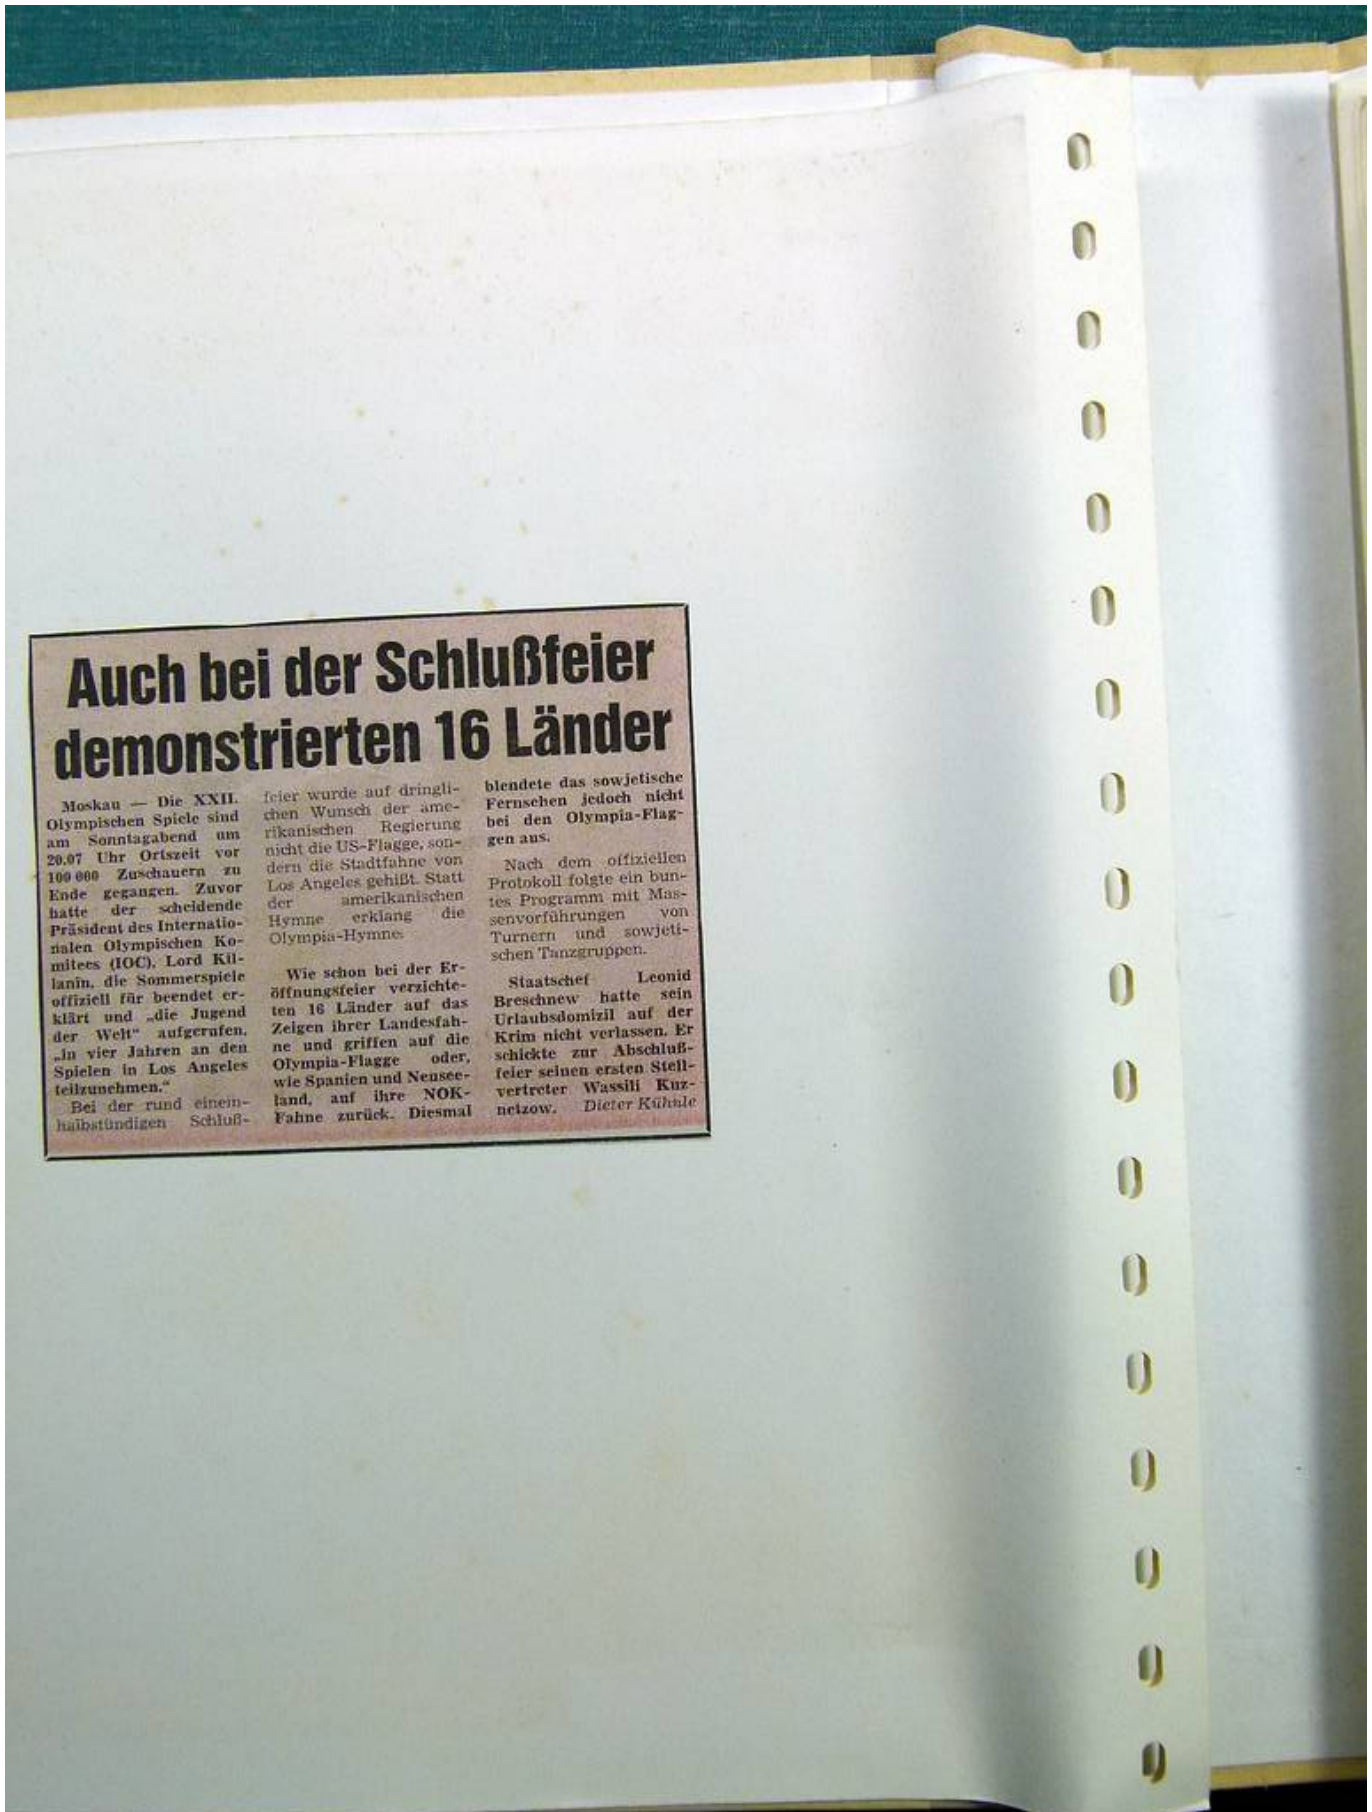 Auch bei der Schlußfeier
demonstrierten 16 Länder
Moskau — Die XXII.
Olympischen Spiele sind
am Sonntagabend um
20.07 Uhr Ortszeit vor
100 000 Zuschauern zu
Ende gegangen. Zuvor
hatte der scheidende
Präsident des Internatio-
nalen Olympischen Ko-
mitees (IOC), Lord Kil-
lanin, die Sommerspiele
offiziell für beendet er-
klärt und „die Jugend
der Welt“ aufgerufen,
„in vier Jahren an den
Spielen in Los Angeles
teilzunehmen.“
Bei der rund einein-
halbstündigen Schluß-
feier wurde auf dringli-
chen Wunsch der ame-
rikanischen Regierung
nicht die US-Flagge, son-
dern die Stadtfahne von
Los Angeles gehißt. Statt
der amerikanischen
Hymne erklang die
Olympia-Hymne.
Wie schon bei der Er-
öffnungsfeier verzichte-
ten 16 Länder auf das
Zeigen ihrer Landesfah-
ne und griffen auf die
Olympia-Flagge oder,
wie Spanien und Neusee-
land, auf ihre NOK-
Fahne zurück. Diesmal
blendete das sowjetische
Fernsehen jedoch nicht
bei den Olympia-Flag-
gen aus.
Nach dem offiziellen
Protokoll folgte ein bun-
tes Programm mit Mas-
senvorführungen von
Turnern und sowjeti-
schen Tanzgruppen.
Staatschef Leonid
Breschnew hatte sein
Urlaubsdomizil auf der
Krim nicht verlassen. Er
schickte zur Abschluß-
feier seinen ersten Stell-
vertreter Wassili Kuz-
netzow. Dieter Kühnle